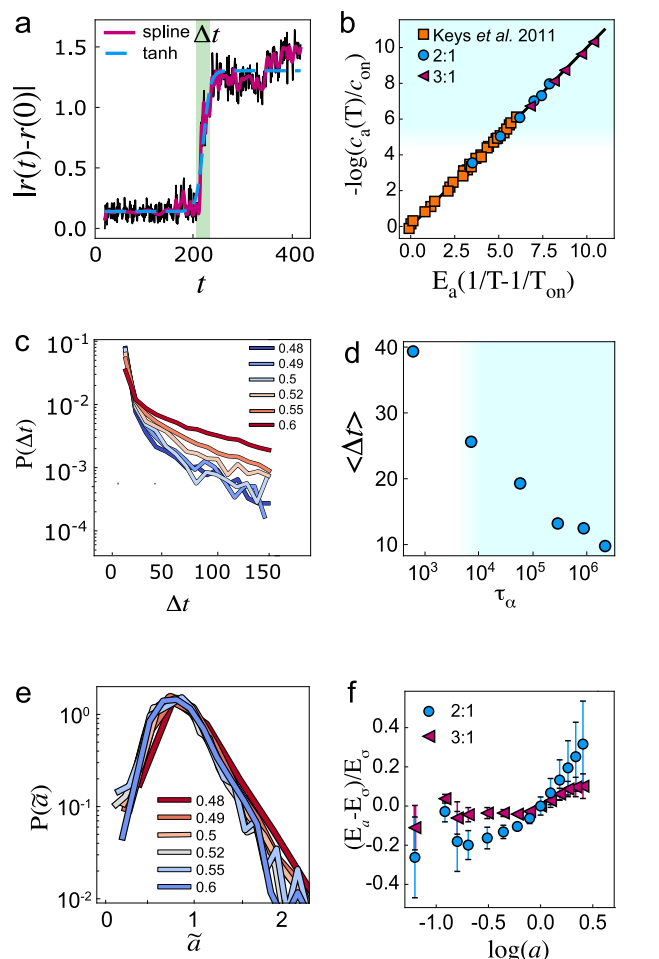 a
spline
tanh
Δt
1.5
1.0
0.5
0.0
|r(t)-r(0)|
0
200
400
t
b
Keys et al. 2011
2:1
3:1
10
8
6
4
2
0
-log(c_a(T)/c_on)
0.0
2.5
5.0
7.5
10.0
E_a(1/T-1/T_on)
c
10^-1
10^-2
10^-3
10^-4
P(Δt)
0.48
0.49
0.5
0.52
0.55
0.6
0
50
100
150
Δt
d
40
30
20
10
<Δt>
10^3
10^4
10^5
10^6
τ_α
e
10^0
10^-1
10^-2
P(ã)
0.48
0.49
0.5
0.52
0.55
0.6
0
1
2
ã
f
2:1
3:1
0.4
0.2
0.0
-0.2
-0.4
(E_a-E_σ)/E_σ
-1.0
-0.5
0.0
0.5
log(a)